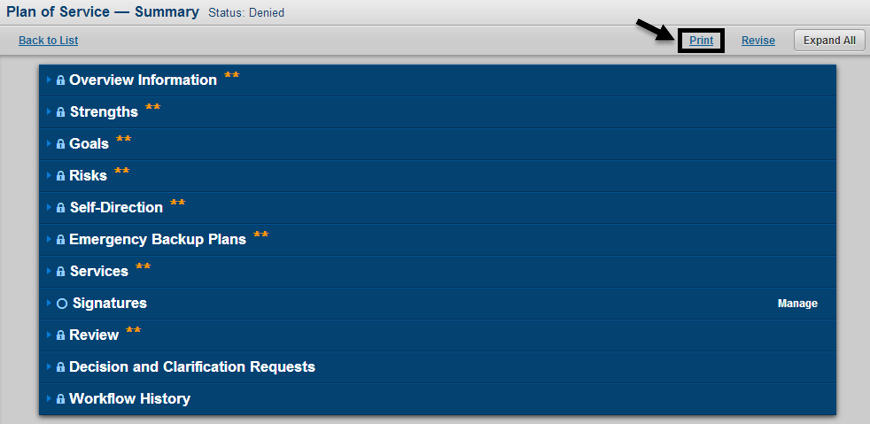 Plan of Service — Summary Status: Denied
Back to List Print Revise Expand All
Overview Information **
Strengths **
Goals **
Risks **
Self-Direction **
Emergency Backup Plans **
Services **
Signatures Manage
Review **
Decision and Clarification Requests
Workflow History